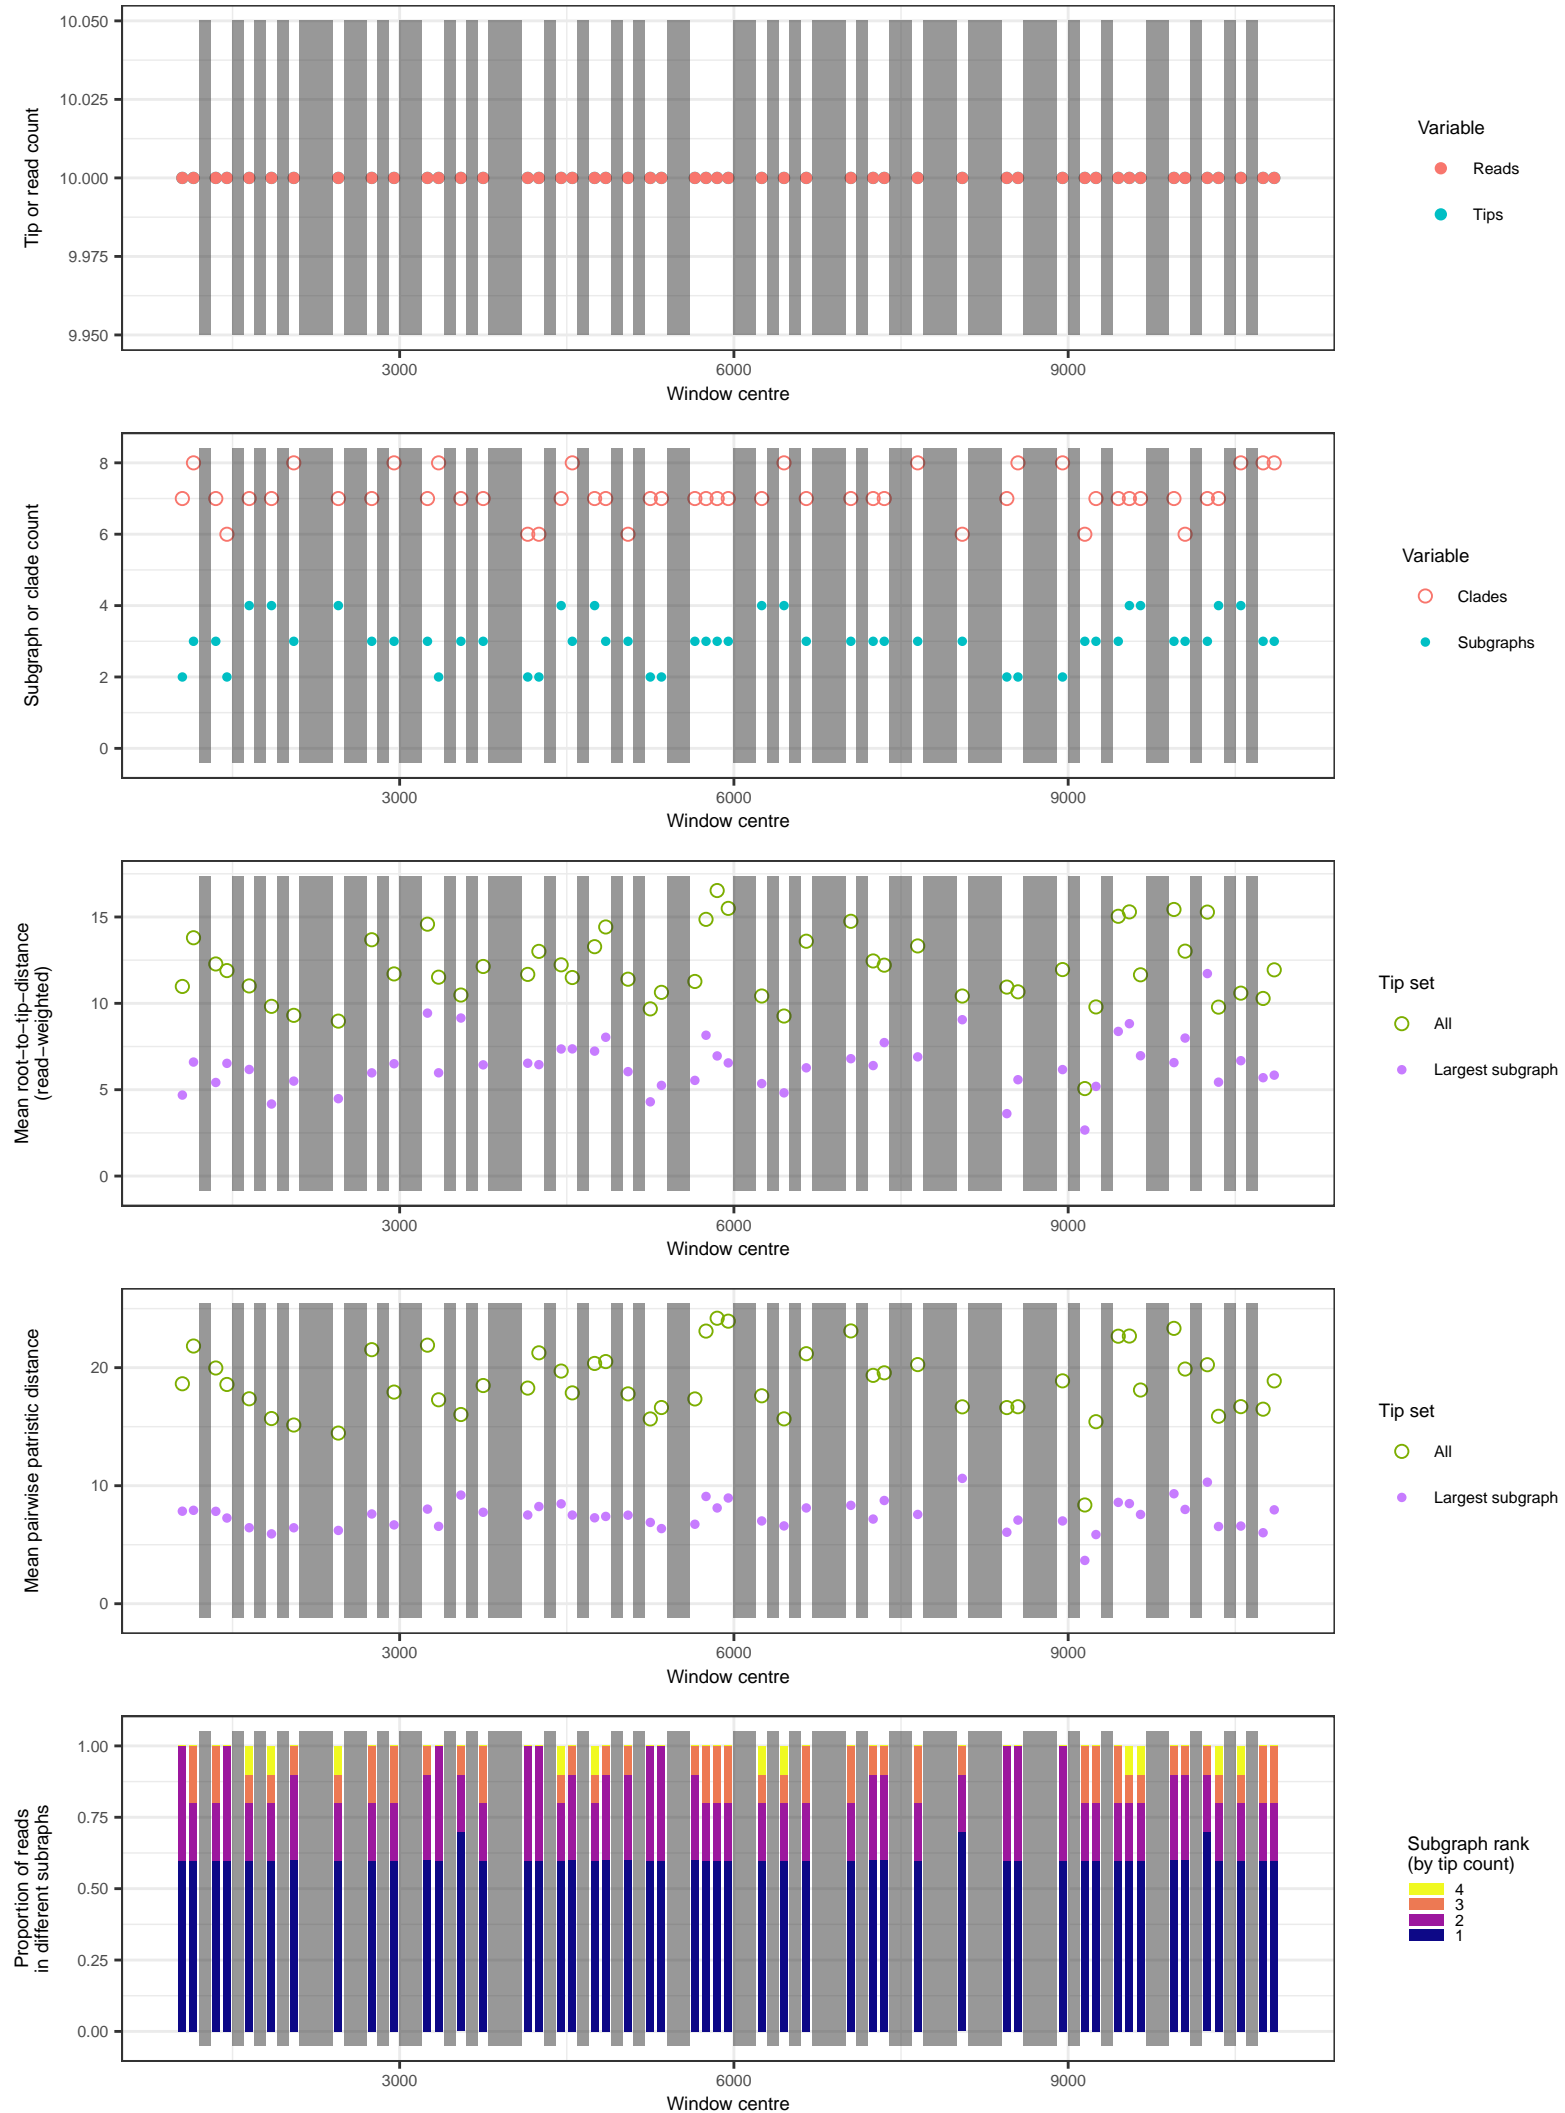 10.050
10.025
10.000
9.975
9.950
Tip or read count
3000
6000
9000
Window centre
Variable
Reads
Tips
8
6
4
2
0
Subgraph or clade count
3000
6000
9000
Window centre
Variable
Clades
Subgraphs
15
10
5
0
Mean root−to−tip−distance
(read−weighted)
3000
6000
9000
Window centre
Tip set
All
Largest subgraph
20
10
0
Mean pairwise patristic distance
3000
6000
9000
Window centre
Tip set
All
Largest subgraph
1.00
0.75
0.50
0.25
0.00
Proportion of reads
in different subraphs
3000
6000
9000
Window centre
Subgraph rank
(by tip count)
4
3
2
1